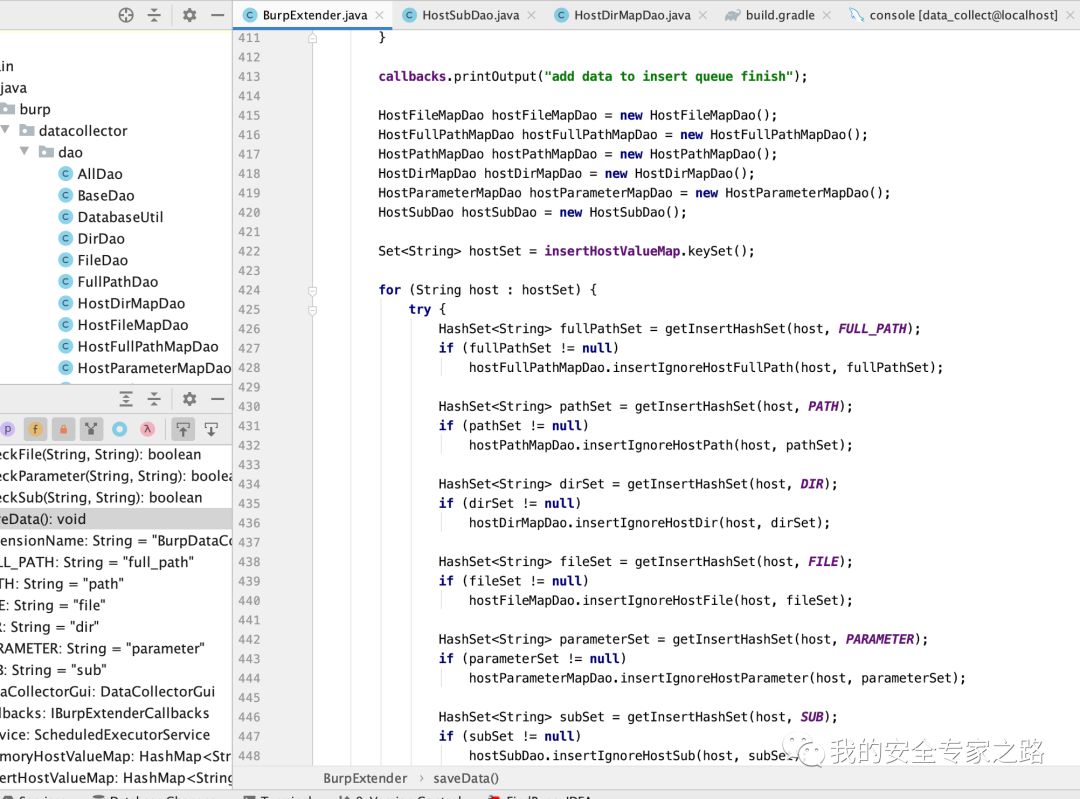 BurpExtender.java
HostSubDao.java
HostDirMapDao.java
build.gradle
console [data_collect@localhost]
in
java
burp
datacollector
dao
AllDao
BaseDao
DatabaseUtil
DirDao
FileDao
FullPathDao
HostDirMapDao
HostFileMapDao
HostFullPathMapDao
HostParameterMapDao
p f λ
eckFile(String, String): boolean
eckParameter(String, String): boolea
eckSub(String, String): boolean
eData(): void
ensionName: String = "BurpDataCo
LL_PATH: String = "full_path"
TH: String = "path"
E: String = "file"
R: String = "dir"
RAMETER: String = "parameter"
B: String = "sub"
aCollectorGui: DataCollectorGui
lbacks: IBurpExtenderCallbacks
vice: ScheduledExecutorService
moryHostValueMap: HashMap<Str
ertHostValueMap: HashMap<String
411 }
412
413 callbacks.printOutput("add data to insert queue finish");
414
415 HostFileMapDao hostFileMapDao = new HostFileMapDao();
416 HostFullPathMapDao hostFullPathMapDao = new HostFullPathMapDao();
417 HostPathMapDao hostPathMapDao = new HostPathMapDao();
418 HostDirMapDao hostDirMapDao = new HostDirMapDao();
419 HostParameterMapDao hostParameterMapDao = new HostParameterMapDao();
420 HostSubDao hostSubDao = new HostSubDao();
421
422 Set<String> hostSet = insertHostValueMap.keySet();
423
424 for (String host : hostSet) {
425 try {
426 HashSet<String> fullPathSet = getInsertHashSet(host, FULL_PATH);
427 if (fullPathSet != null)
428 hostFullPathMapDao.insertIgnoreHostFullPath(host, fullPathSet);
429
430 HashSet<String> pathSet = getInsertHashSet(host, PATH);
431 if (pathSet != null)
432 hostPathMapDao.insertIgnoreHostPath(host, pathSet);
433
434 HashSet<String> dirSet = getInsertHashSet(host, DIR);
435 if (dirSet != null)
436 hostDirMapDao.insertIgnoreHostDir(host, dirSet);
437
438 HashSet<String> fileSet = getInsertHashSet(host, FILE);
439 if (fileSet != null)
440 hostFileMapDao.insertIgnoreHostFile(host, fileSet);
441
442 HashSet<String> parameterSet = getInsertHashSet(host, PARAMETER);
443 if (parameterSet != null)
444 hostParameterMapDao.insertIgnoreHostParameter(host, parameterSet);
445
446 HashSet<String> subSet = getInsertHashSet(host, SUB);
447 if (subSet != null)
448 hostSubDao.insertIgnoreHostSub(host, subSe
我的安全专家之路
BurpExtender › saveData()